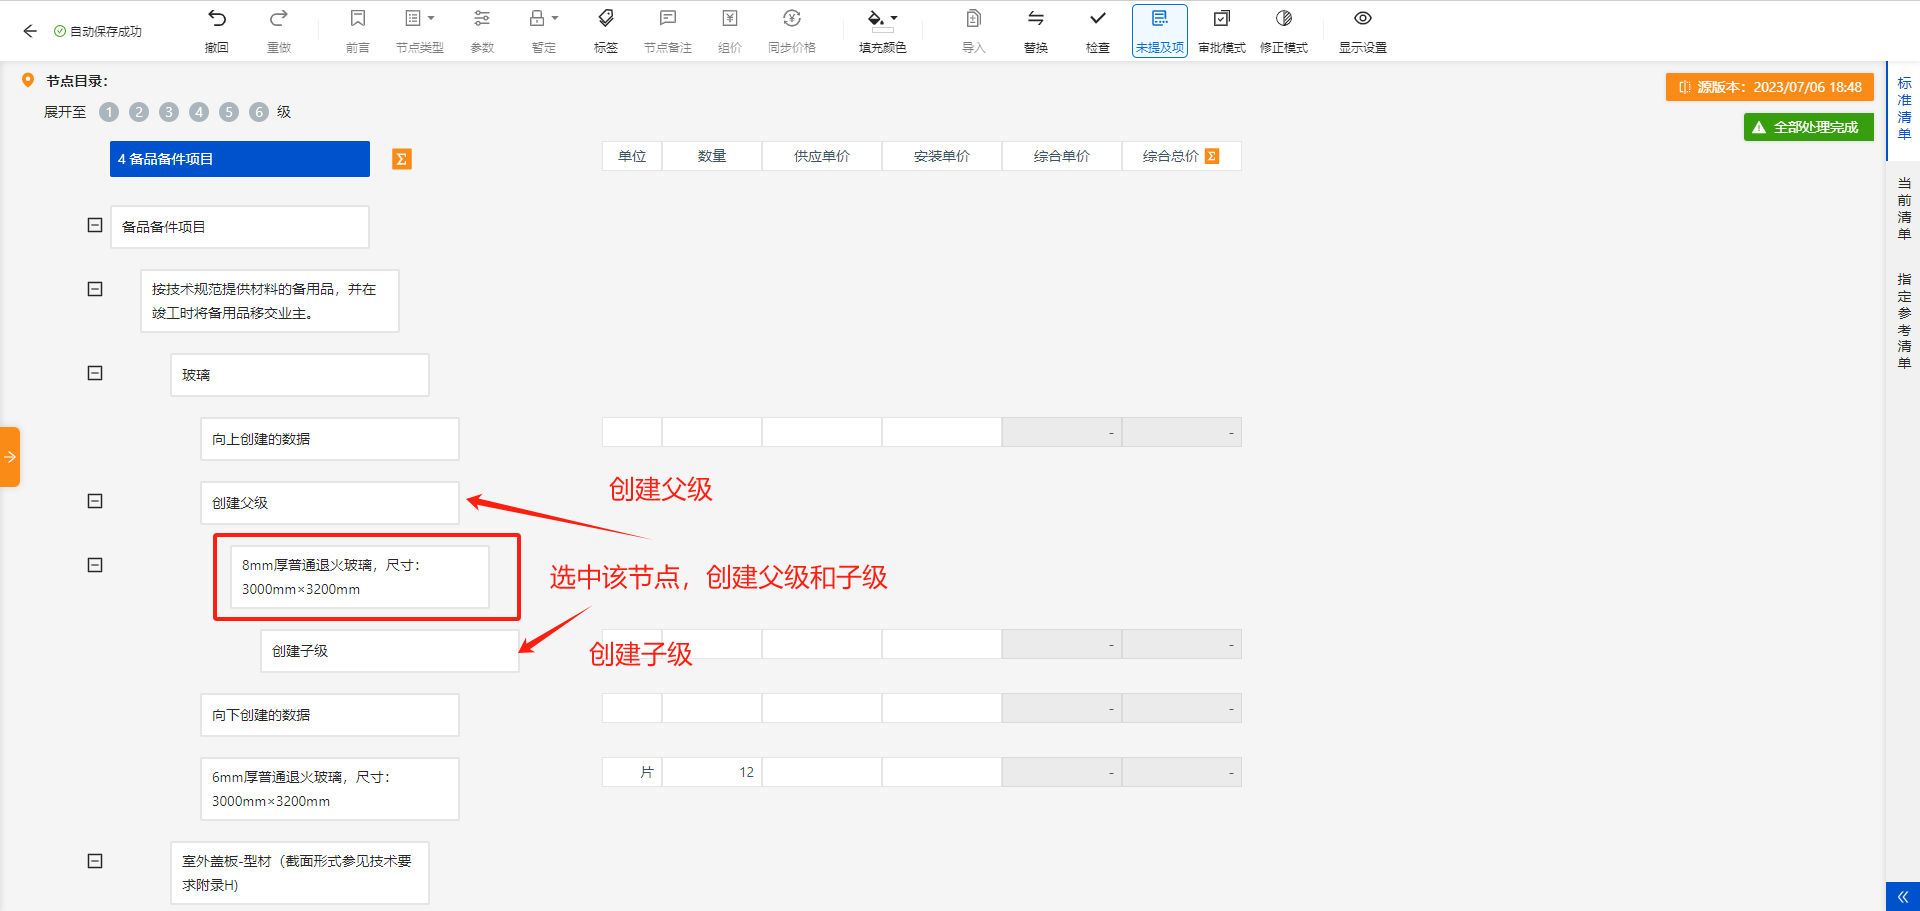 自动保存成功
撤回
重做
前言
节点类型
参数
暂定
标签
节点备注
组价
同步价格
填充颜色
导入
替换
检查
未提及项
审批模式
修正模式
显示设置
节点目录：
展开至 1 2 3 4 5 6 级
源版本：2023/07/06 18:48
全部处理完成
标准清单
当前清单
指定参考清单
4 备品备件项目
Σ
单位 数量 供应单价 安装单价 综合单价 综合总价 Σ
备品备件项目
按技术规范提供材料的备用品，并在
竣工时将备用品移交业主。
玻璃
向上创建的数据
- -
创建父级
创建父级
8mm厚普通退火玻璃，尺寸：
3000mm×3200mm
选中该节点，创建父级和子级
创建子级
创建子级
- -
向下创建的数据
- -
6mm厚普通退火玻璃，尺寸：
3000mm×3200mm
片 12 - -
室外盖板-型材（截面形式参见技术要
求附录H)